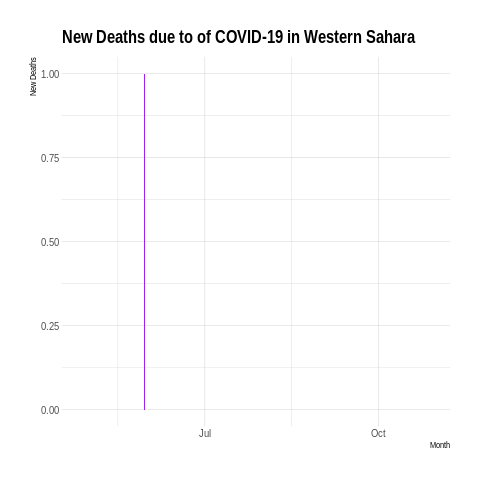 New Deaths due to of COVID-19 in Western Sahara
New Deaths
1.00
0.75
0.50
0.25
0.00
Jul
Oct
Month